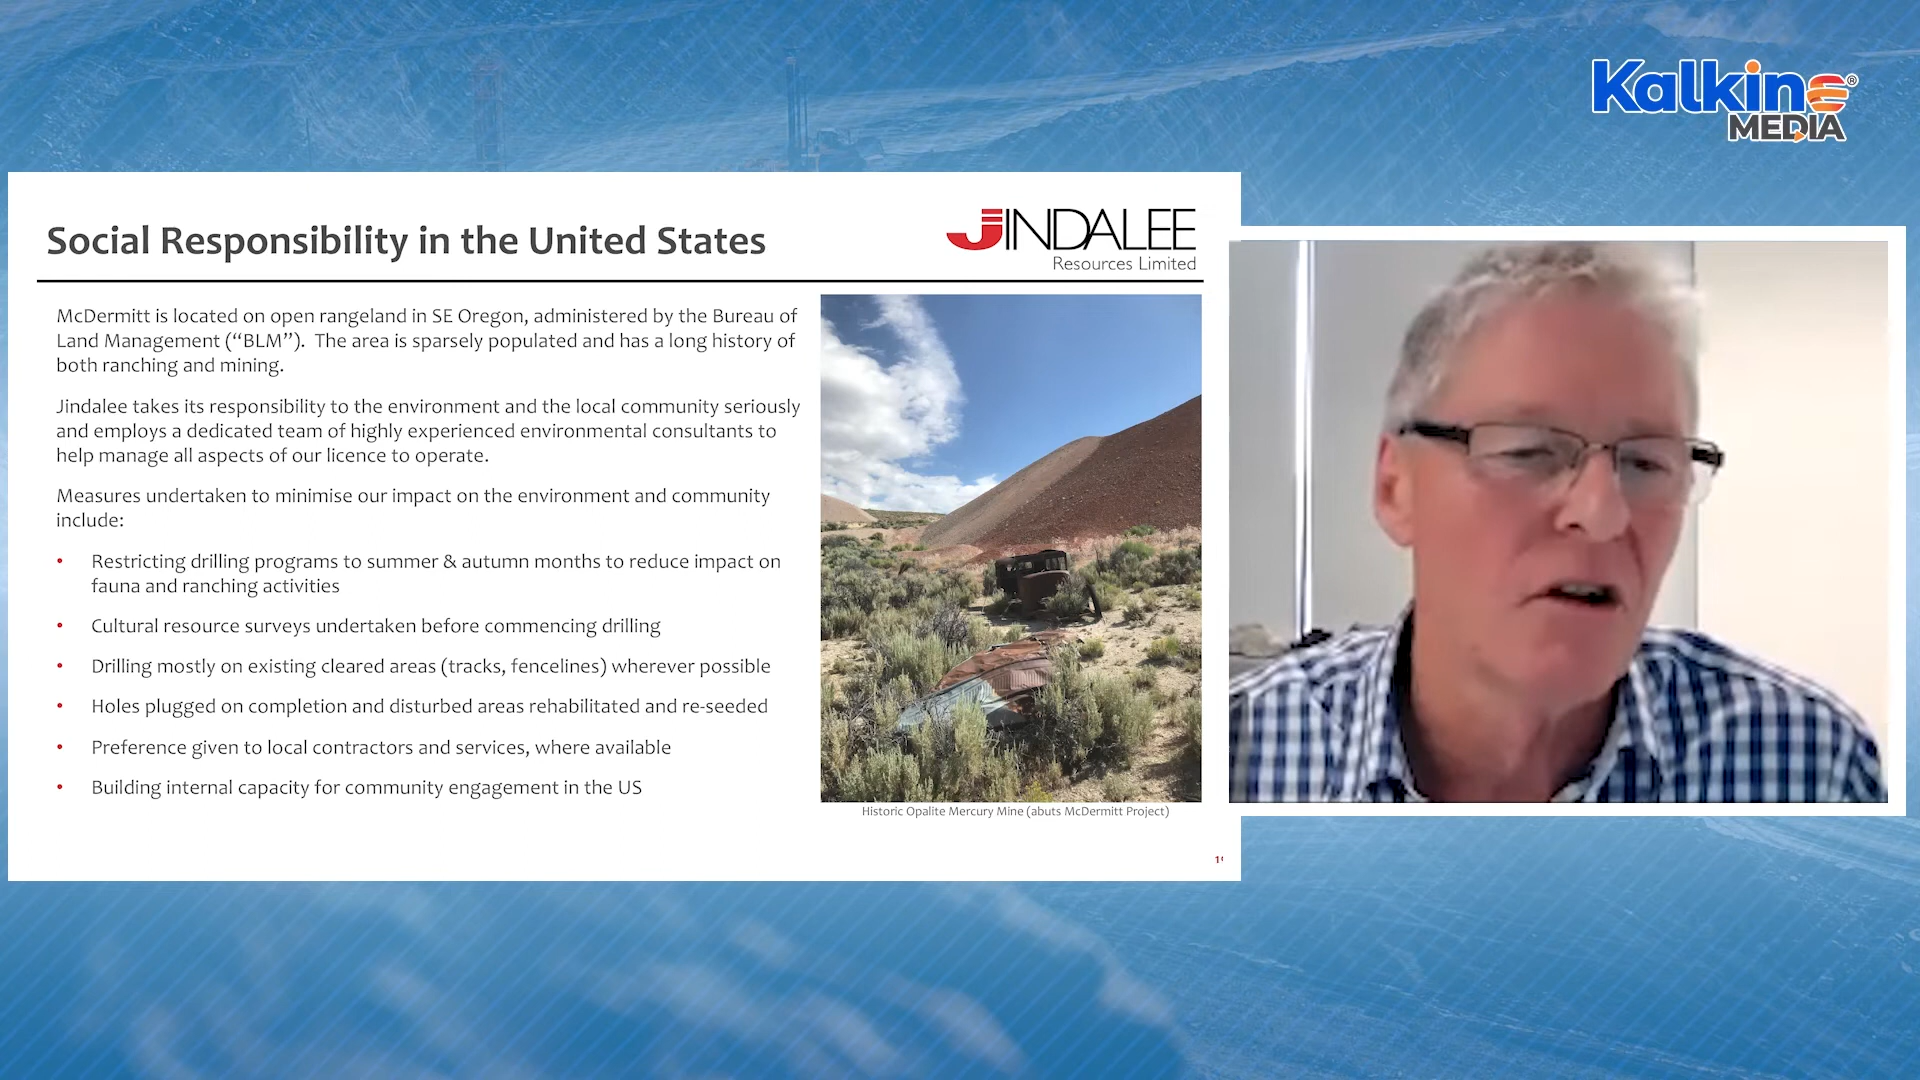 Kalkine®
MEDIA
Social Responsibility in the United States
JINDALEE
Resources Limited
McDermitt is located on open rangeland in SE Oregon, administered by the Bureau of
Land Management (“BLM”). The area is sparsely populated and has a long history of
both ranching and mining.
Jindalee takes its responsibility to the environment and the local community seriously
and employs a dedicated team of highly experienced environmental consultants to
help manage all aspects of our licence to operate.
Measures undertaken to minimise our impact on the environment and community
include:
• Restricting drilling programs to summer & autumn months to reduce impact on
fauna and ranching activities
• Cultural resource surveys undertaken before commencing drilling
• Drilling mostly on existing cleared areas (tracks, fencelines) wherever possible
• Holes plugged on completion and disturbed areas rehabilitated and re-seeded
• Preference given to local contractors and services, where available
• Building internal capacity for community engagement in the US
Historic Opalite Mercury Mine (abuts McDermitt Project)